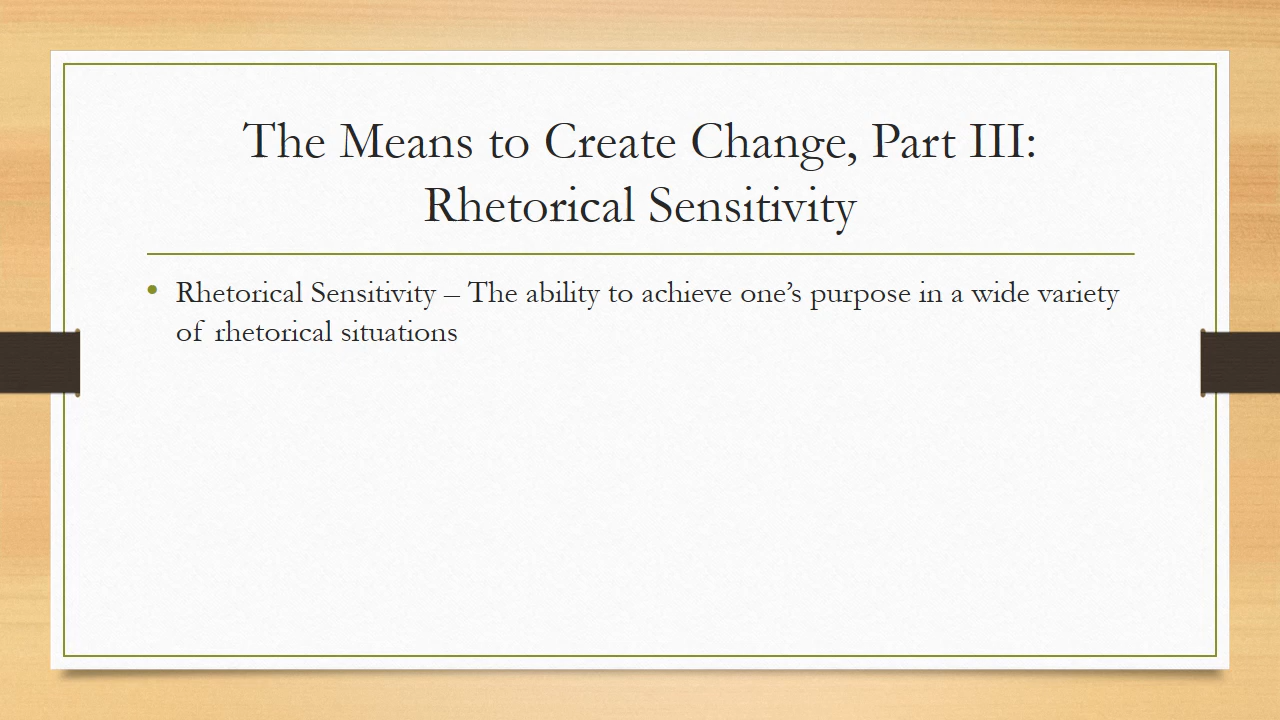 The Means to Create Change, Part III:
Rhetorical Sensitivity
• Rhetorical Sensitivity – The ability to achieve one’s purpose in a wide variety
of rhetorical situations